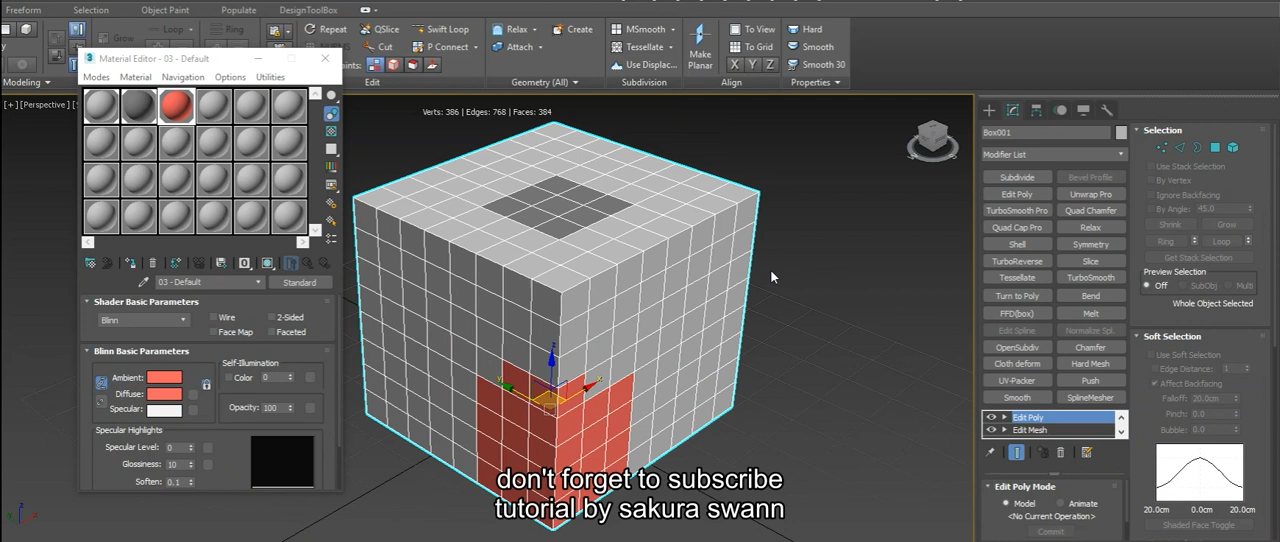 Freeform Selection Object Paint Populate DesignToolBox
Loop Ring Repeat QSlice Swift Loop Relax Create MSmooth To View Hard
Grow Cut P Connect Attach Tessellate Make Planar To Grid Smooth
Use Displac... X Y Z Smooth 30
Modeling Edit Geometry (All) Subdivision Align Properties
3 Material Editor - 03 - Default
Modes Material Navigation Options Utilities
03 - Default Standard
Shader Basic Parameters
Blinn Wire 2-Sided
Face Map Faceted
Blinn Basic Parameters
Self-Illumination
Ambient: Color 0
Diffuse:
Specular: Opacity: 100
Specular Highlights
Specular Level: 0
Glossiness: 10
Soften: 0.1
[+] [Perspective]
Verts: 386 | Edges: 768 | Faces: 384
don't forget to subscribe
tutorial by sakura swann
Box001
Modifier List
Subdivide Bevel Profile
Edit Poly Unwrap Pro
TurboSmooth Pro Quad Chamfer
Quad Cap Pro Relax
Shell Symmetry
TurboReverse Slice
Tessellate TurboSmooth
Turn to Poly Bend
FFD(box) Melt
Edit Spline Normalize Spl.
OpenSubdiv Chamfer
Cloth deform Hard Mesh
UV-Packer Push
Smooth SplineMesher
Edit Poly
Edit Mesh
Edit Poly Mode
Model Animate
<No Current Operation>
Commit
Selection
Use Stack Selection
By Vertex
Ignore Backfacing
By Angle: 45.0
Shrink Grow
Ring Loop
Get Stack Selection
Preview Selection
Off SubObj Multi
Whole Object Selected
Soft Selection
Use Soft Selection
Edge Distance: 1
Affect Backfacing
Falloff: 20.0cm
Pinch: 0.0
Bubble: 0.0
20.0cm 0.0cm 20.0cm
Shaded Face Toggle